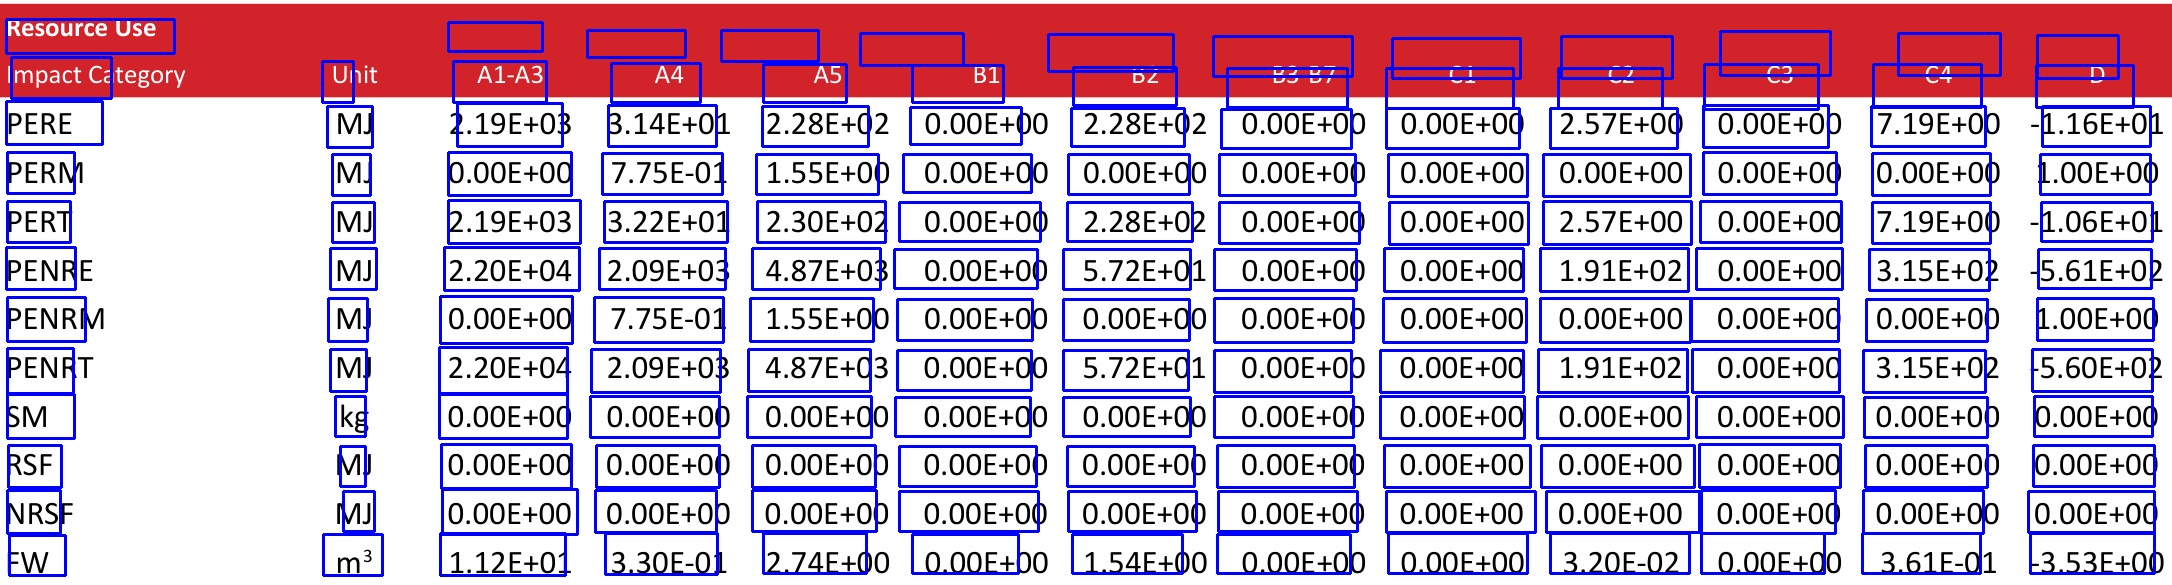 Resource Use
Impact Category Unit A1-A3 A4 A5 B1 B2 B3-B7 C1 C2 C3 C4 D
PERE MJ 2.19E+03 3.14E+01 2.28E+02 0.00E+00 2.28E+02 0.00E+00 0.00E+00 2.57E+00 0.00E+00 7.19E+00 -1.16E+01
PERM MJ 0.00E+00 7.75E-01 1.55E+00 0.00E+00 0.00E+00 0.00E+00 0.00E+00 0.00E+00 0.00E+00 0.00E+00 1.00E+00
PERT MJ 2.19E+03 3.22E+01 2.30E+02 0.00E+00 2.28E+02 0.00E+00 0.00E+00 2.57E+00 0.00E+00 7.19E+00 -1.06E+01
PENRE MJ 2.20E+04 2.09E+03 4.87E+03 0.00E+00 5.72E+01 0.00E+00 0.00E+00 1.91E+02 0.00E+00 3.15E+02 -5.61E+02
PENRM MJ 0.00E+00 7.75E-01 1.55E+00 0.00E+00 0.00E+00 0.00E+00 0.00E+00 0.00E+00 0.00E+00 0.00E+00 1.00E+00
PENRT MJ 2.20E+04 2.09E+03 4.87E+03 0.00E+00 5.72E+01 0.00E+00 0.00E+00 1.91E+02 0.00E+00 3.15E+02 -5.60E+02
SM kg 0.00E+00 0.00E+00 0.00E+00 0.00E+00 0.00E+00 0.00E+00 0.00E+00 0.00E+00 0.00E+00 0.00E+00 0.00E+00
RSF MJ 0.00E+00 0.00E+00 0.00E+00 0.00E+00 0.00E+00 0.00E+00 0.00E+00 0.00E+00 0.00E+00 0.00E+00 0.00E+00
NRSF MJ 0.00E+00 0.00E+00 0.00E+00 0.00E+00 0.00E+00 0.00E+00 0.00E+00 0.00E+00 0.00E+00 0.00E+00 0.00E+00
FW m³ 1.12E+01 3.30E-01 2.74E+00 0.00E+00 1.54E+00 0.00E+00 0.00E+00 3.20E-02 0.00E+00 3.61E-01 -3.53E+00